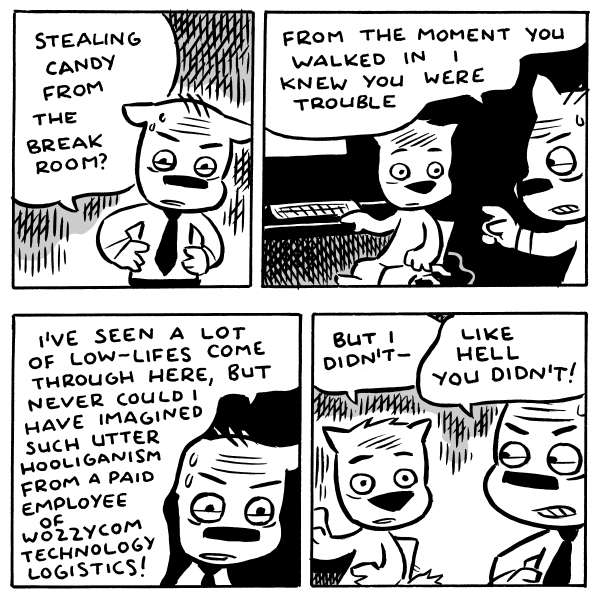 STEALING
CANDY
FROM
THE
BREAK
ROOM?
FROM THE MOMENT YOU
WALKED IN I
KNEW YOU WERE
TROUBLE
I'VE SEEN A LOT
OF LOW-LIFES COME
THROUGH HERE, BUT
NEVER COULD I
HAVE IMAGINED
SUCH UTTER
HOOLIGANISM
FROM A PAID
EMPLOYEE
OF
WOZZYCOM
TECHNOLOGY
LOGISTICS!
BUT I
DIDN'T-
LIKE
HELL
YOU DIDN'T!